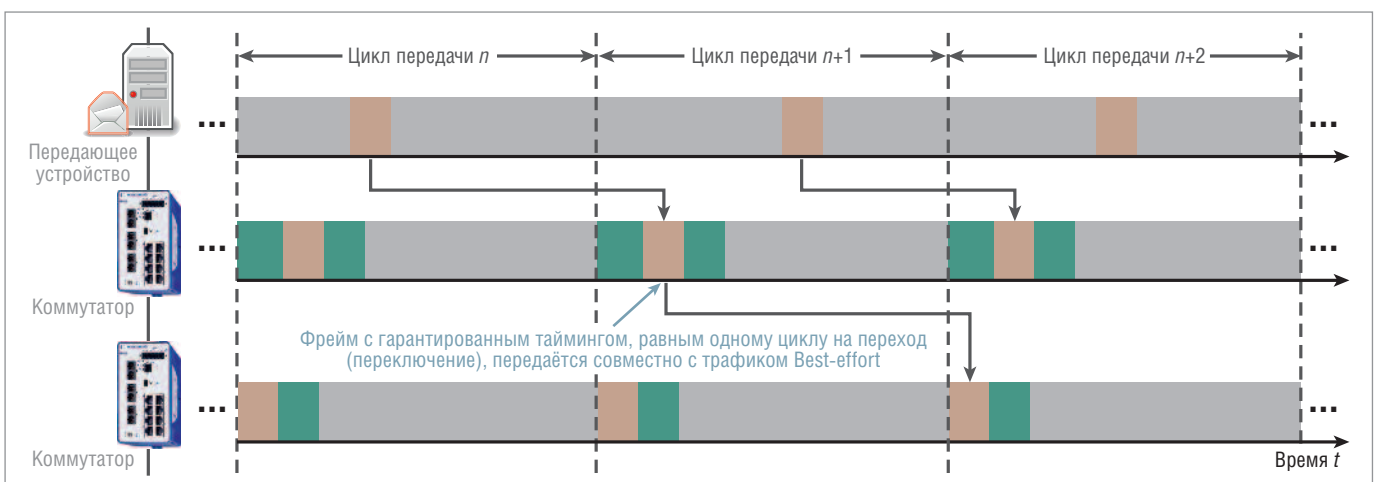 Цикл передачи n
Цикл передачи n+1
Цикл передачи n+2
...
...
Передающее
устройство
...
...
Коммутатор
Фрейм с гарантированным таймингом, равным одному циклу на переход
(переключение), передаётся совместно с трафиком Best-effort
...
...
Коммутатор
Время t